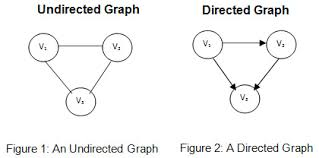 Undirected Graph
Directed Graph
V₁
V₃
V₂
V₁
V₃
V₂
Figure 1: An Undirected Graph
Figure 2: A Directed Graph